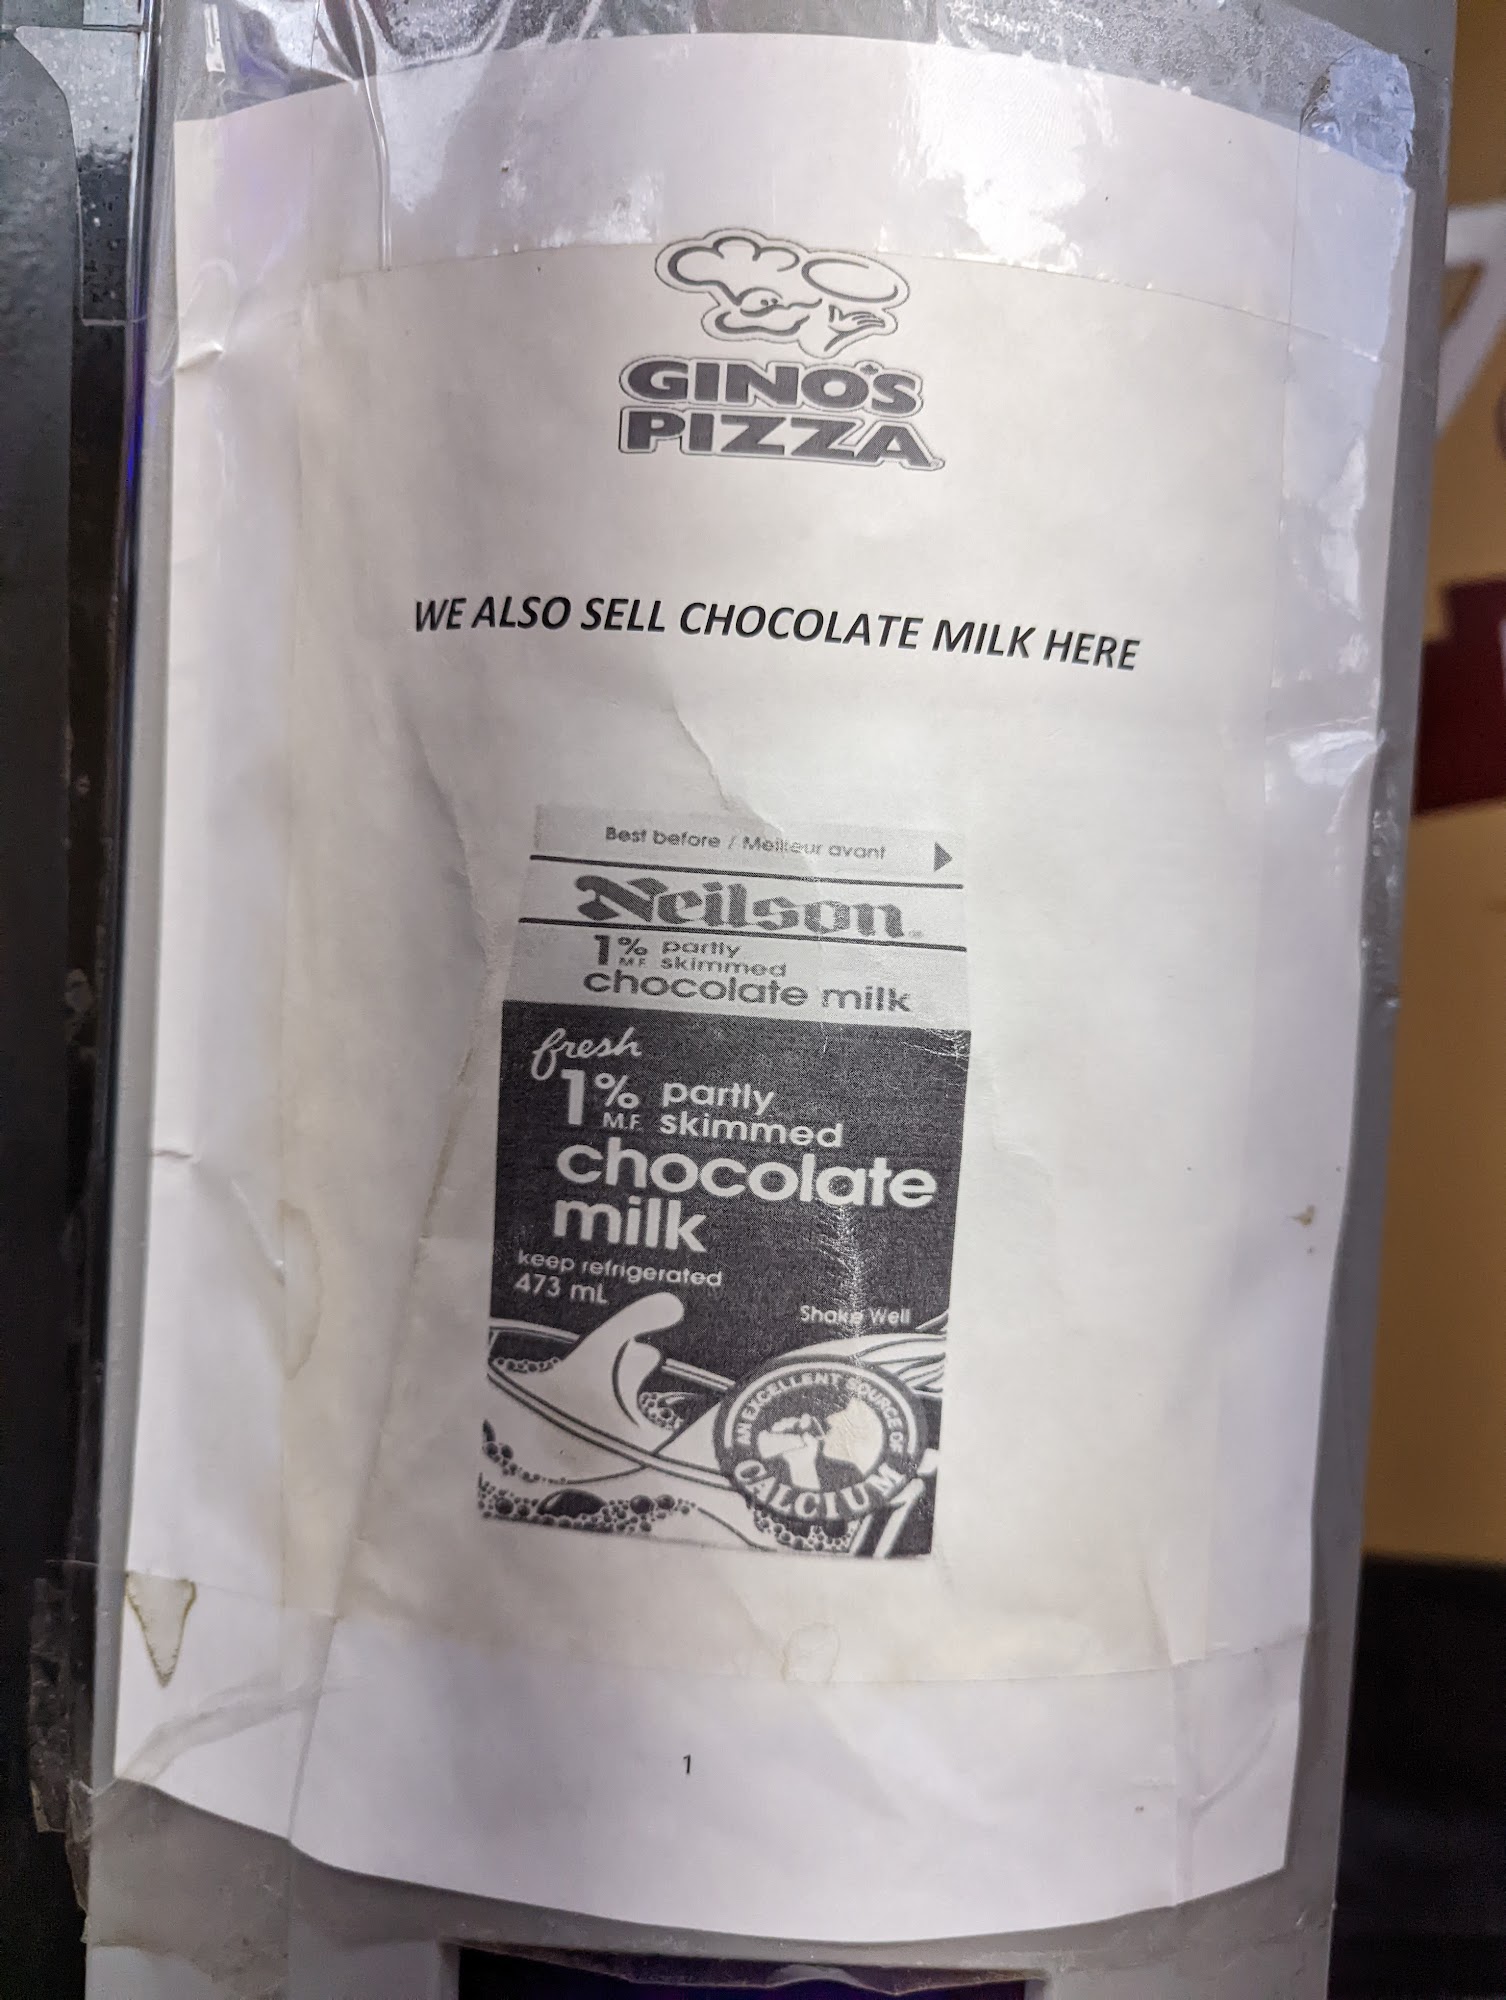 GINO'S
PIZZA
WE ALSO SELL CHOCOLATE MILK HERE
Best before / Meilleur avant
Neilson
1% partly
M.F. skimmed
chocolate milk
fresh
1% partly
M.F. skimmed
chocolate
milk
keep refrigerated
473 mL
Shake Well
AN EXCELLENT SOURCE OF
CALCIUM
1